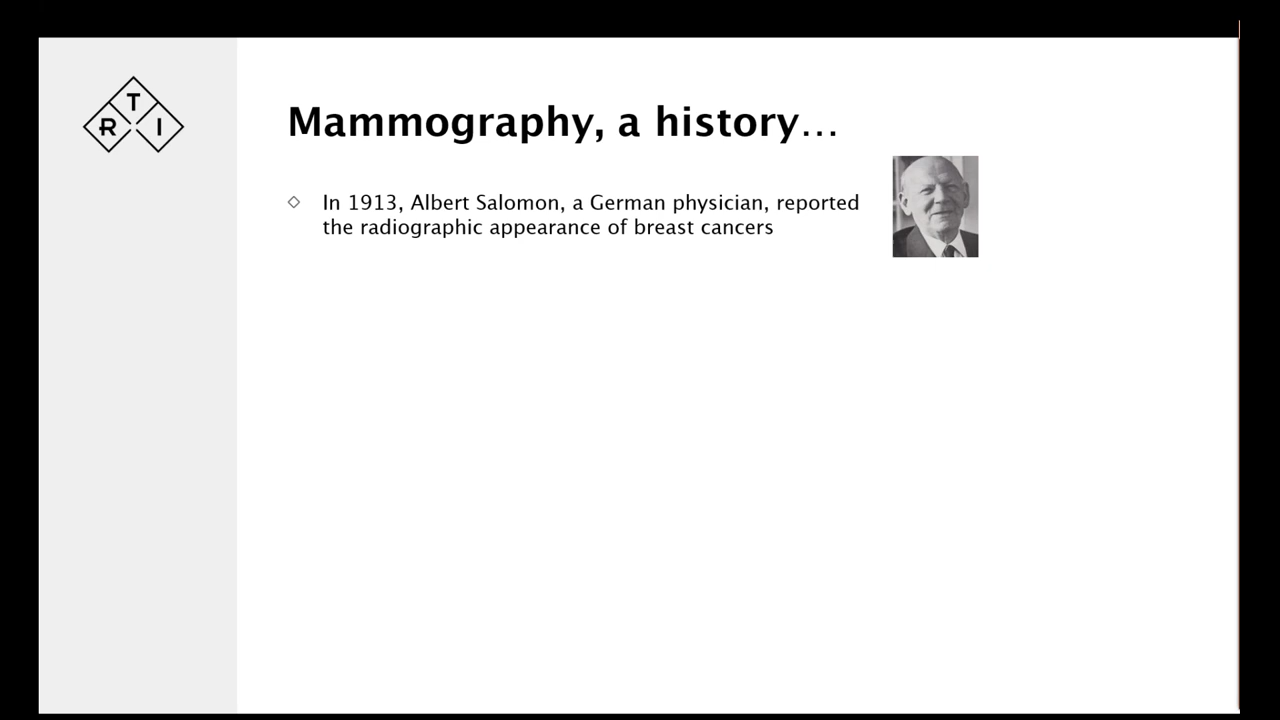 T
R I
Mammography, a history...
In 1913, Albert Salomon, a German physician, reported
the radiographic appearance of breast cancers